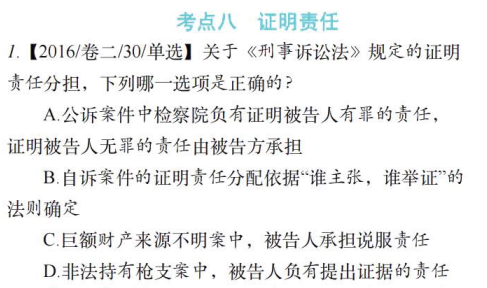 考点八 证明责任
1.【2016/卷二/30/单选】关于《刑事诉讼法》规定的证明
责任分担，下列哪一选项是正确的？
A.公诉案件中检察院负有证明被告人有罪的责任，
证明被告人无罪的责任由被告方承担
B.自诉案件的证明责任分配依据“谁主张，谁举证”的
法则确定
C.巨额财产来源不明案中，被告人承担说服责任
D.非法持有枪支案中，被告人负有提出证据的责任